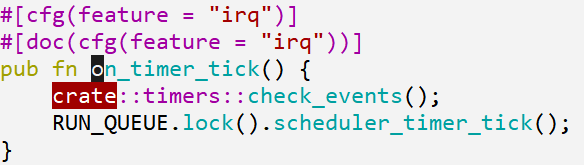 #[cfg(feature = "irq")]
#[doc(cfg(feature = "irq"))]
pub fn on_timer_tick() {
    crate::timers::check_events();
    RUN_QUEUE.lock().scheduler_timer_tick();
}